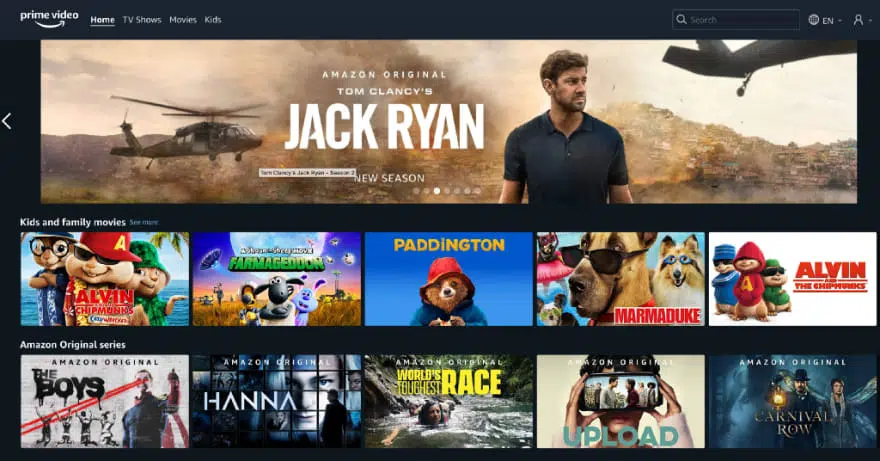 prime video
Home TV Shows Movies Kids
Search
EN
AMAZON ORIGINAL
TOM CLANCY'S
JACK RYAN
Tom Clancy's Jack Ryan - Season 2
NEW SEASON
Kids and family movies See more
A
ALVIN
AND THE
CHIPMUNKS
CHIPWRECKED
A Shaun the Sheep MOVIE
FARMAGEDDON
PADDINGTON
MARMADUKE
A
ALVIN
AND THE CHIPMUNKS
Amazon Original series
AMAZON ORIGINAL
THE BOYS
AMAZON ORIGINAL
HANNA
AMAZON ORIGINAL
WORLD'S
TOUGHEST RACE
AMAZON ORIGINAL
UPLOAD
AMAZON ORIGINAL
CARNIVAL
ROW